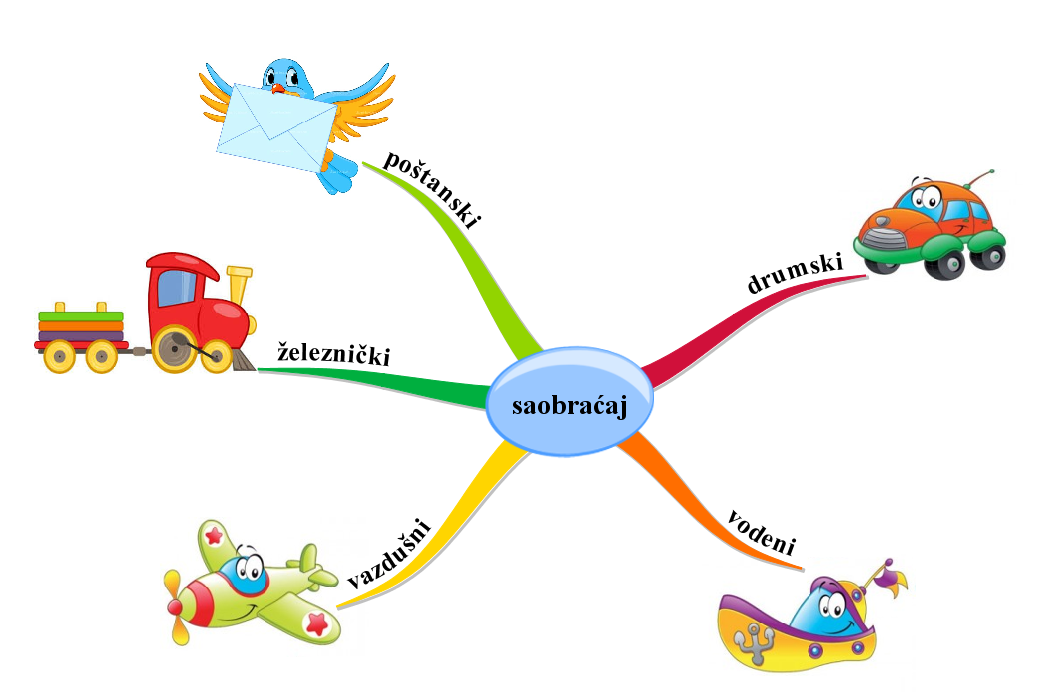 poštanski
drumski
železnički
saobraćaj
vazdušni
vodeni